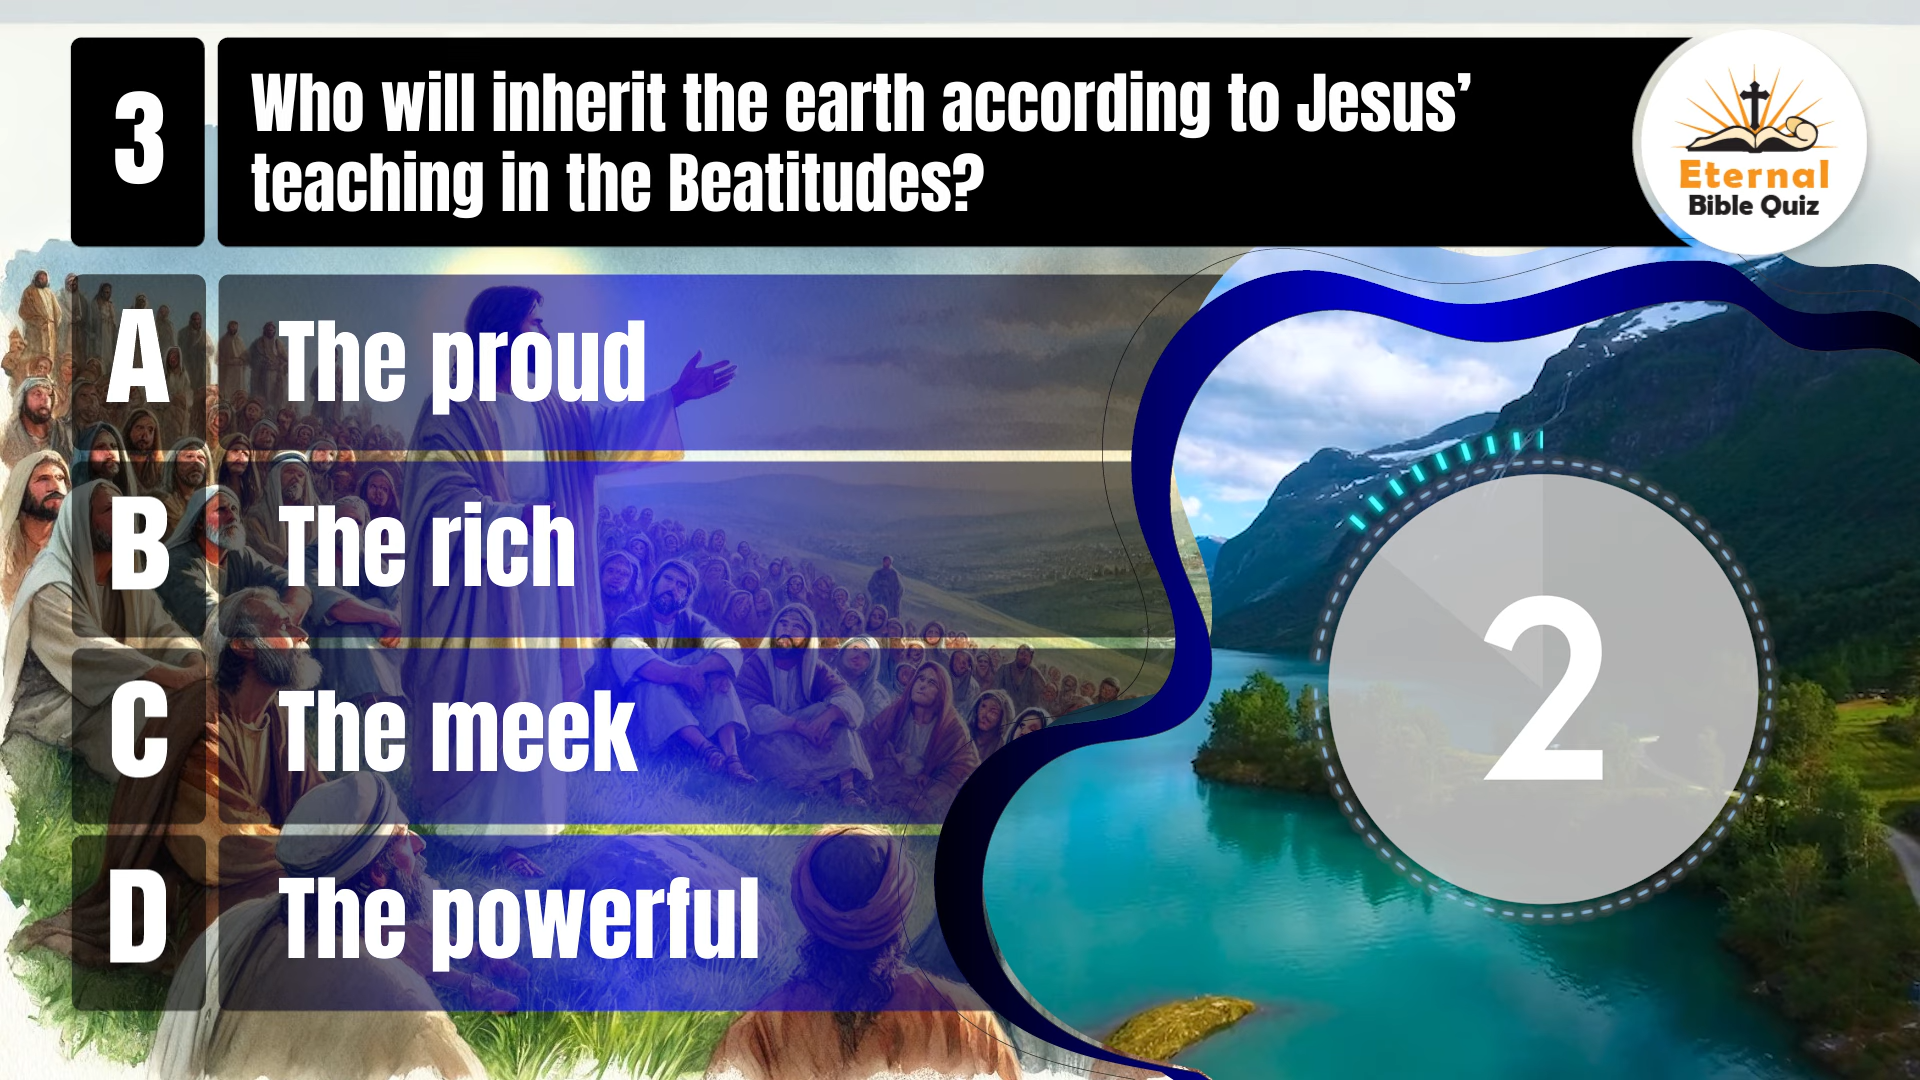 3
Who will inherit the earth according to Jesus’
teaching in the Beatitudes?
Eternal
Bible Quiz
A
The proud
B
The rich
C
The meek
D
The powerful
2